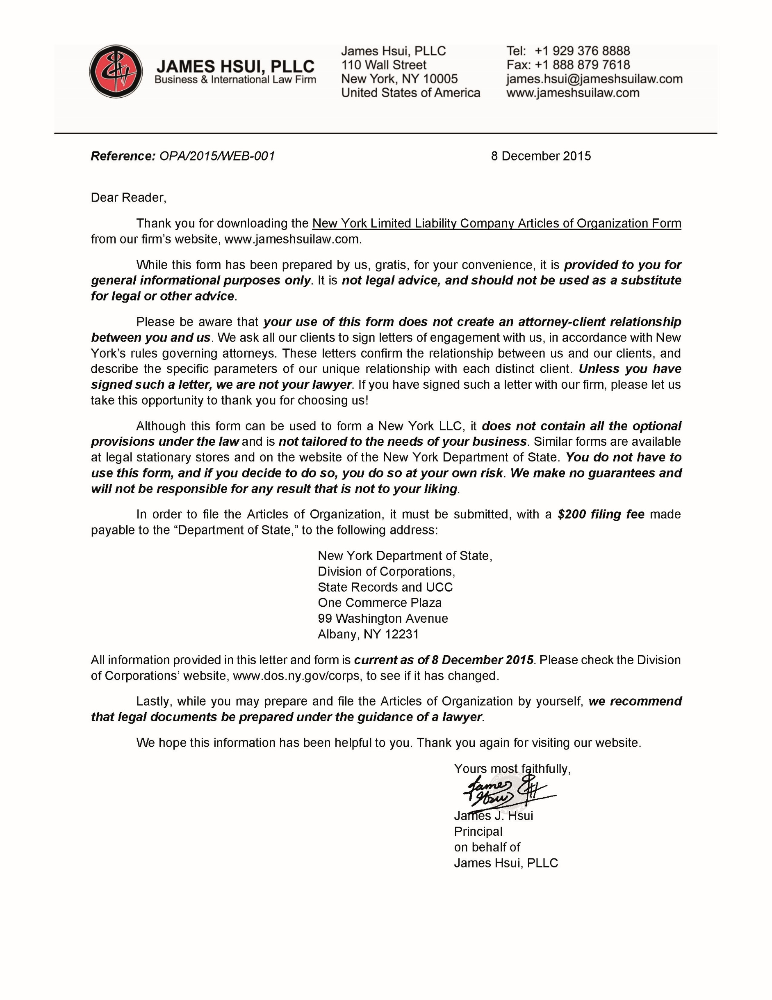 JAMES HSUI, PLLC
Business & International Law Firm
James Hsui, PLLC
110 Wall Street
New York, NY 10005
United States of America
Tel: +1 929 376 8888
Fax: +1 888 879 7618
james.hsui@jameshsuilaw.com
www.jameshsuilaw.com
Reference: OPA/2015/WEB-001 8 December 2015
Dear Reader,
Thank you for downloading the New York Limited Liability Company Articles of Organization Form
from our firm’s website, www.jameshsuilaw.com.
While this form has been prepared by us, gratis, for your convenience, it is provided to you for
general informational purposes only. It is not legal advice, and should not be used as a substitute
for legal or other advice.
Please be aware that your use of this form does not create an attorney-client relationship
between you and us. We ask all our clients to sign letters of engagement with us, in accordance with New
York’s rules governing attorneys. These letters confirm the relationship between us and our clients, and
describe the specific parameters of our unique relationship with each distinct client. Unless you have
signed such a letter, we are not your lawyer. If you have signed such a letter with our firm, please let us
take this opportunity to thank you for choosing us!
Although this form can be used to form a New York LLC, it does not contain all the optional
provisions under the law and is not tailored to the needs of your business. Similar forms are available
at legal stationary stores and on the website of the New York Department of State. You do not have to
use this form, and if you decide to do so, you do so at your own risk. We make no guarantees and
will not be responsible for any result that is not to your liking.
In order to file the Articles of Organization, it must be submitted, with a $200 filing fee made
payable to the “Department of State,” to the following address:
New York Department of State,
Division of Corporations,
State Records and UCC
One Commerce Plaza
99 Washington Avenue
Albany, NY 12231
All information provided in this letter and form is current as of 8 December 2015. Please check the Division
of Corporations’ website, www.dos.ny.gov/corps, to see if it has changed.
Lastly, while you may prepare and file the Articles of Organization by yourself, we recommend
that legal documents be prepared under the guidance of a lawyer.
We hope this information has been helpful to you. Thank you again for visiting our website.
Yours most faithfully,
James
Hsui
James J. Hsui
Principal
on behalf of
James Hsui, PLLC